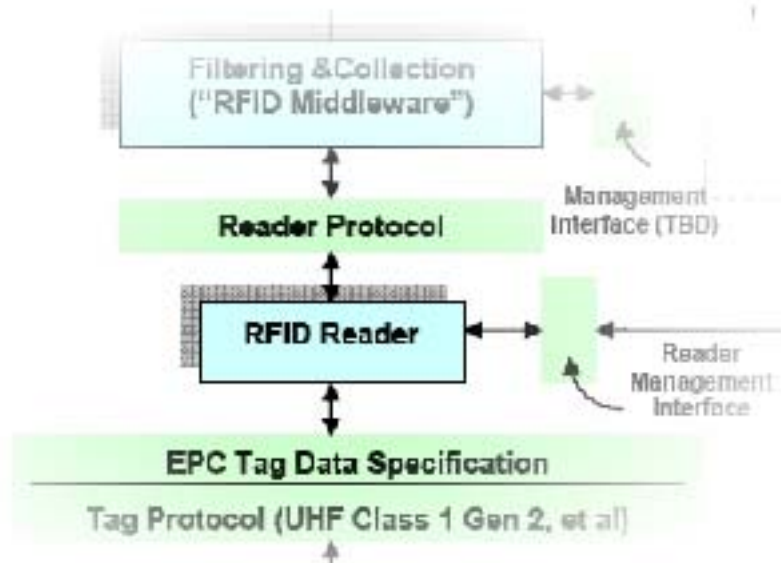 Filtering &Collection
("RFID Middleware")
Management
Interface (TBD)
Reader Protocol
RFID Reader
Reader
Management
Interface
EPC Tag Data Specification
Tag Protocol (UHF Class 1 Gen 2, et al)